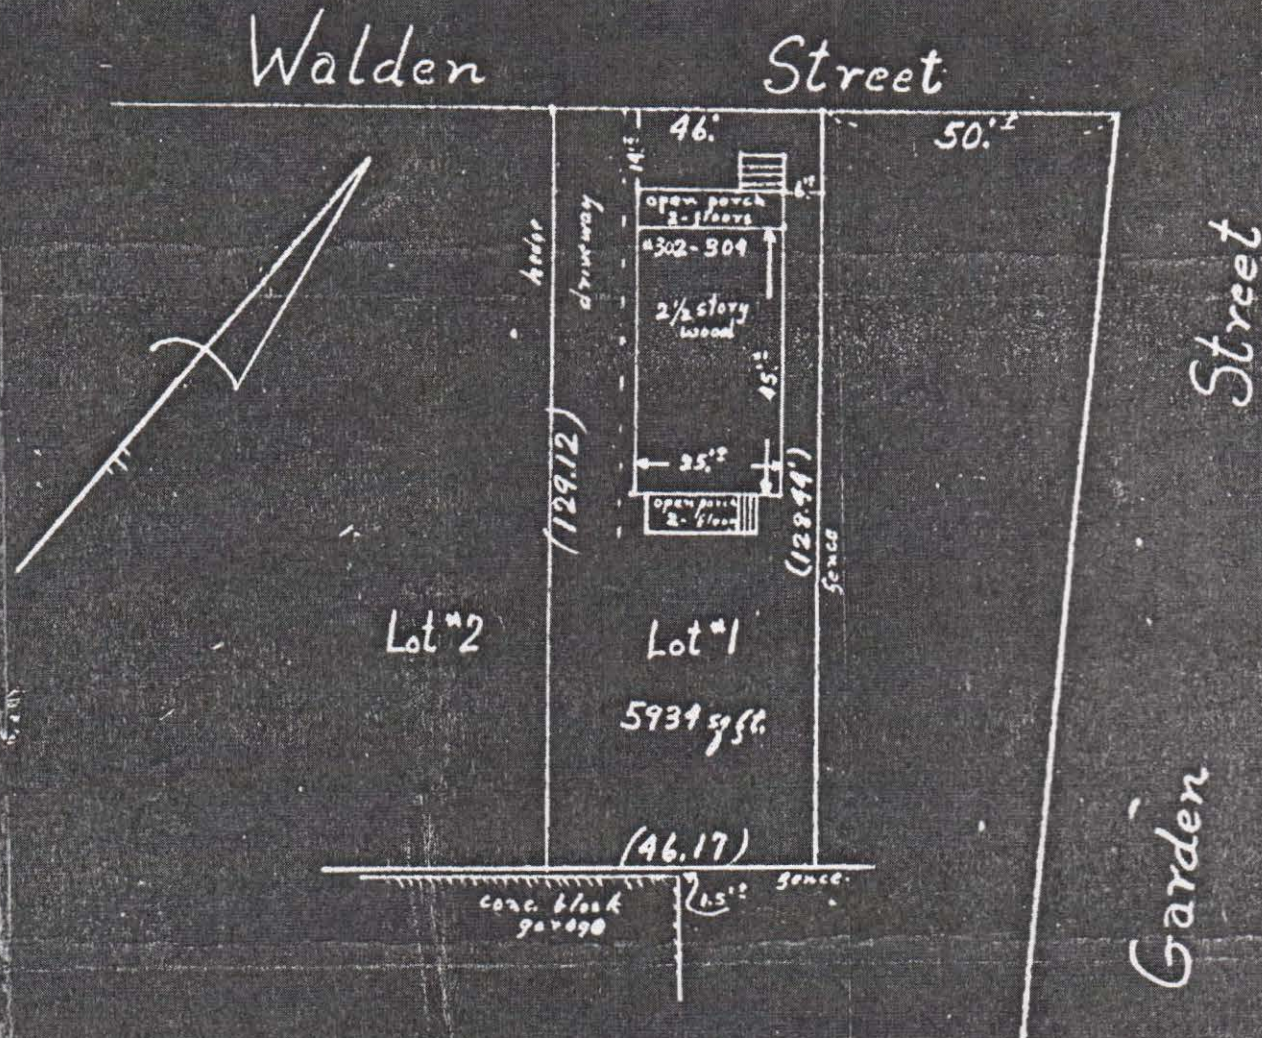 Walden Street
46.'
50.'±
14.'±
6.'±
open porch
2-floors
#302-304
hedge
driveway
2½ story
wood
45.'±
25.'±
(129.12)
(128.44')
open porch
2-floor
fence
Lot #2
Lot #1
5934 sq ft.
(46.17)
conc. block
garage
1.5'±
fence.
Garden Street